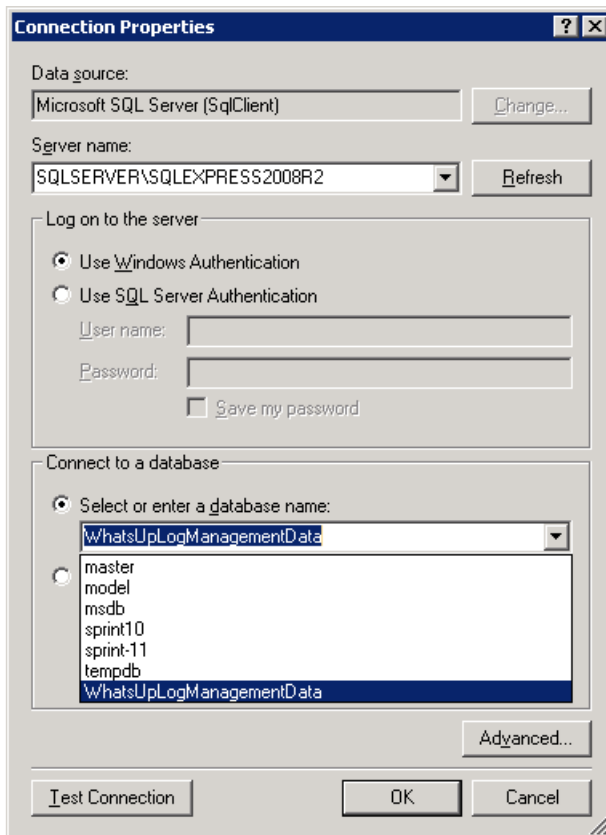 Connection Properties
?
Data source:
Microsoft SQL Server (SqlClient)
Change...
Server name:
SQLSERVER\SQLEXPRESS2008R2
Refresh
Log on to the server
Use Windows Authentication
Use SQL Server Authentication
User name:
Password:
Save my password
Connect to a database
Select or enter a database name:
WhatsUpLogManagementData
master
model
msdb
sprint10
sprint-11
tempdb
WhatsUpLogManagementData
Advanced...
Test Connection
OK
Cancel